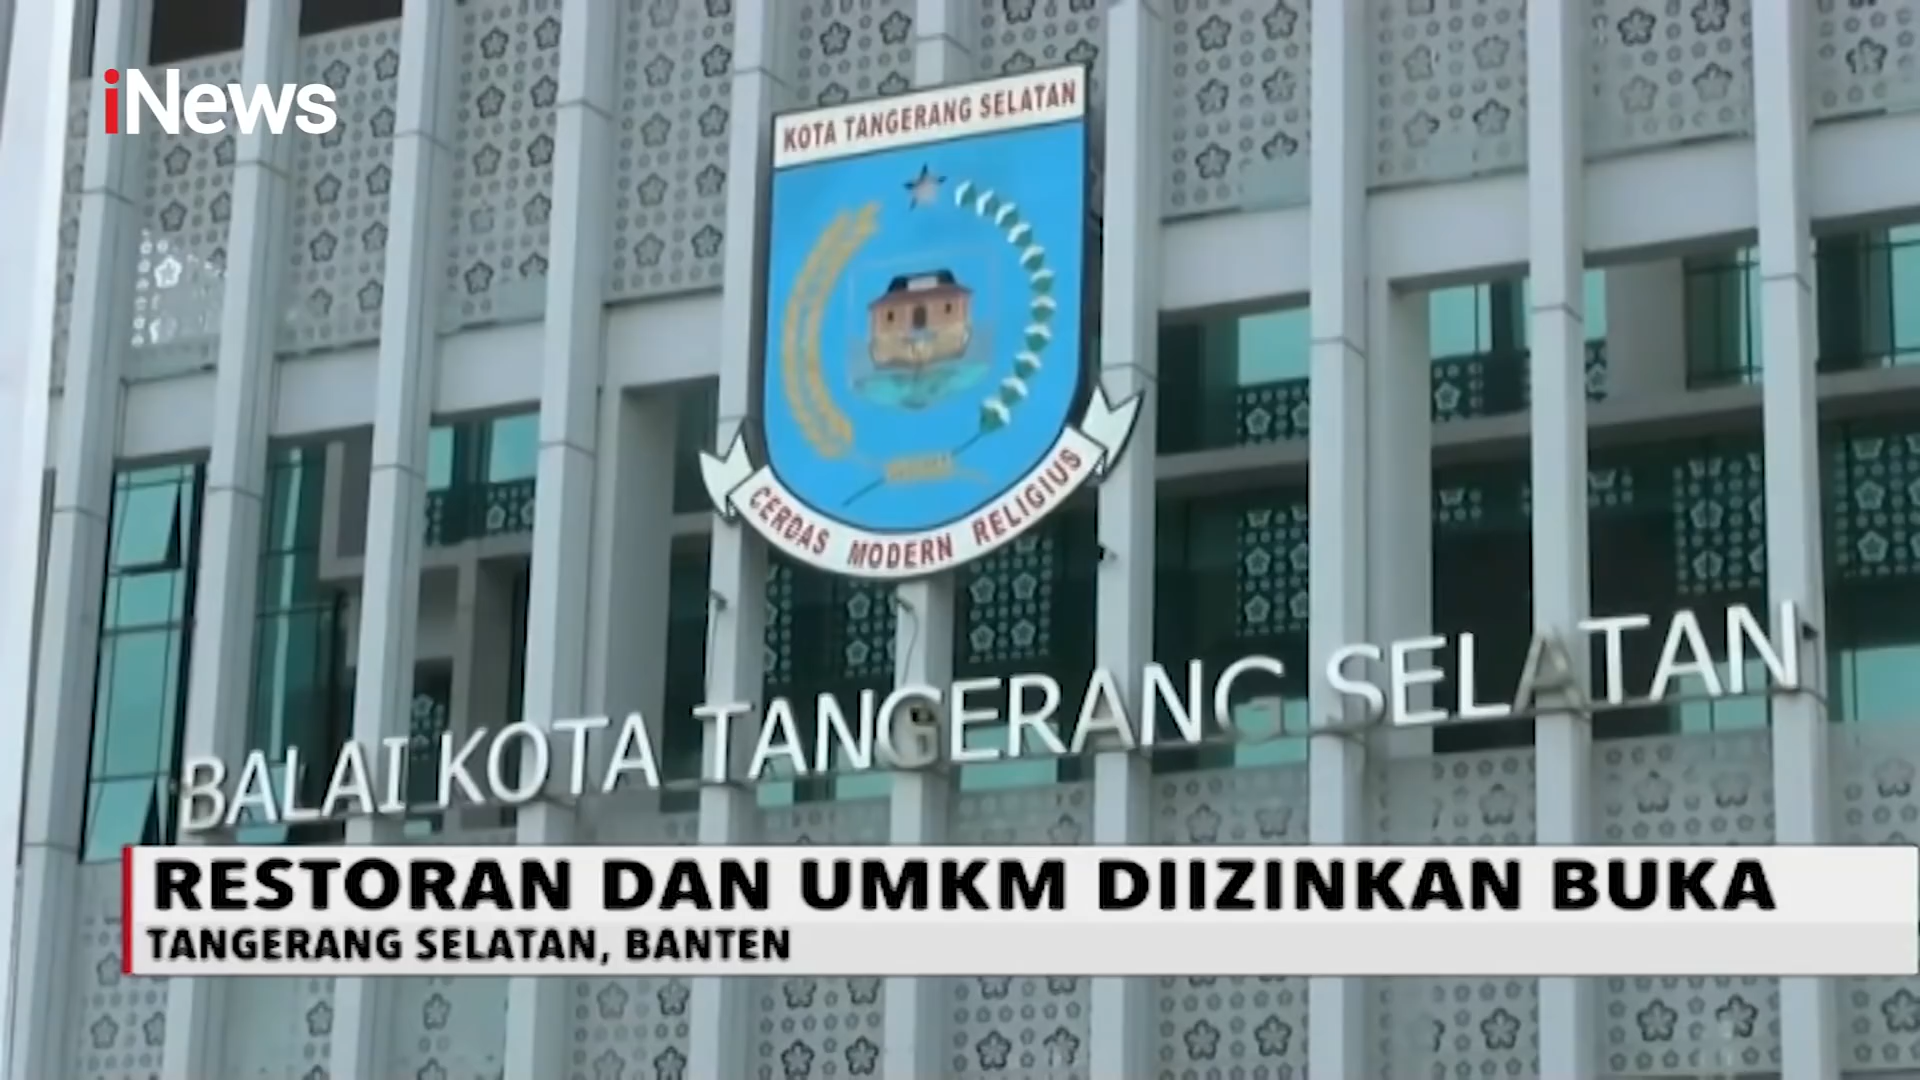 iNews
KOTA TANGERANG SELATAN
CERDAS MODERN RELIGIUS
BALAI KOTA TANGERANG SELATAN
RESTORAN DAN UMKM DIIZINKAN BUKA
TANGERANG SELATAN, BANTEN